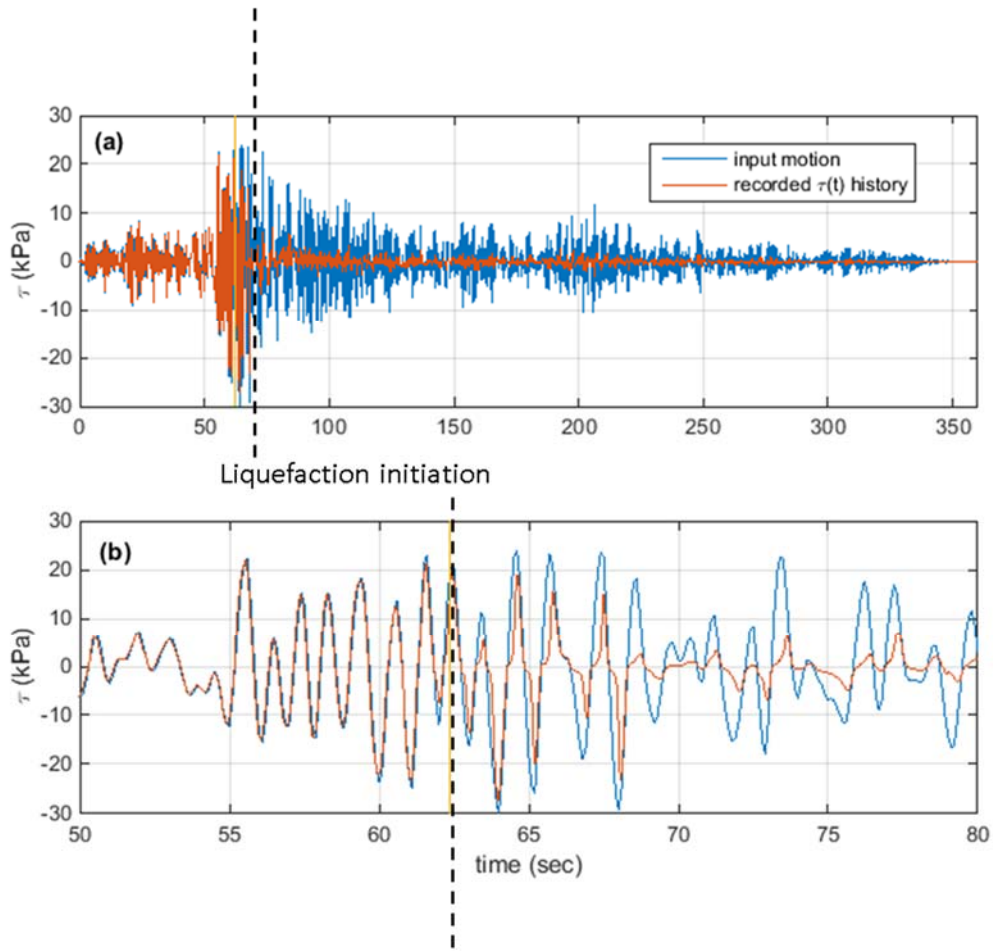 30
(a)
input motion
20
recorded τ(t) history
10
τ (kPa)
0
-10
-20
-30
0 50 100 150 200 250 300 350
Liquefaction initiation
30
(b)
20
10
τ (kPa)
0
-10
-20
-30
50 55 60 65 70 75 80
time (sec)